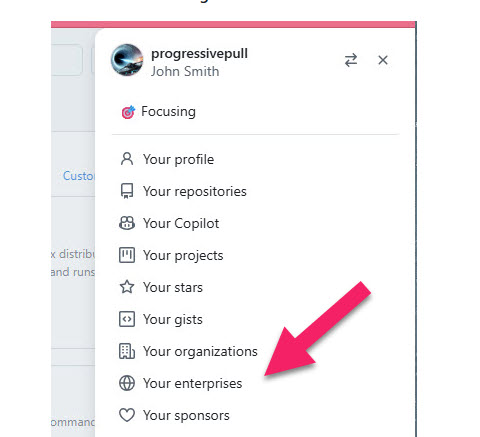 progressivepull
John Smith
Focusing
Your profile
Your repositories
Custo
Your Copilot
x distribu
Your projects
and runs
Your stars
Your gists
Your organizations
Your enterprises
Your sponsors
ommand